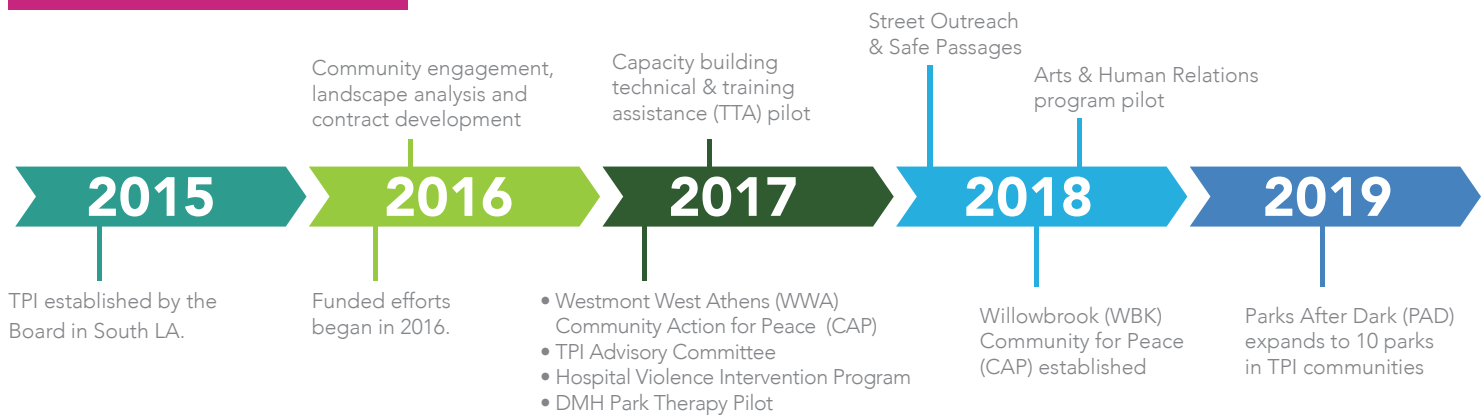 Street Outreach
& Safe Passages
Community engagement,
landscape analysis and
contract development
Capacity building
technical & training
assistance (TTA) pilot
Arts & Human Relations
program pilot
2015
2016
2017
2018
2019
TPI established by the
Board in South LA.
Funded efforts
began in 2016.
• Westmont West Athens (WWA)
Community Action for Peace (CAP)
• TPI Advisory Committee
• Hospital Violence Intervention Program
• DMH Park Therapy Pilot
Willowbrook (WBK)
Community for Peace
(CAP) established
Parks After Dark (PAD)
expands to 10 parks
in TPI communities